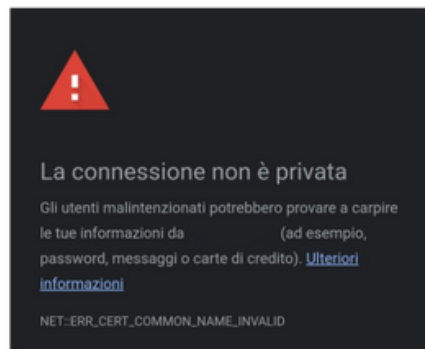 La connessione non è privata
Gli utenti malintenzionati potrebbero provare a carpire
le tue informazioni da (ad esempio,
password, messaggi o carte di credito). Ulteriori
informazioni
NET::ERR_CERT_COMMON_NAME_INVALID